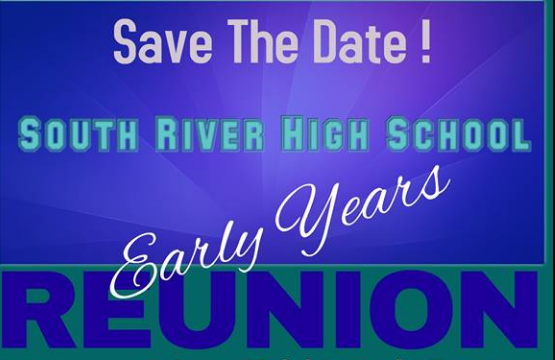 Save The Date !
South River High School
Early Years
REUNION